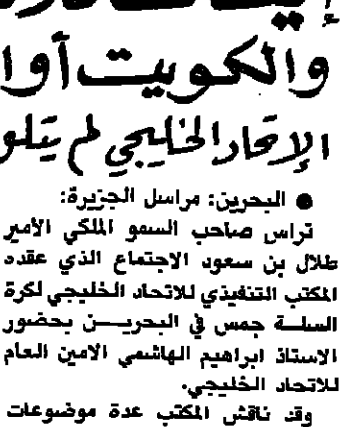 والكويت أوا
الاتحاد الخليجي لم يتلو
● البحرين: مراسل الجزيرة:
تراس صاحب السمو الملكي الأمير
طلال بن سعود الاجتماع الذي عقده
المكتب التنفيذي للاتحاد الخليجي لكرة
السلة جمس في البحرين بحضور
الاستاذ ابراهيم الهاشمي الامين العام
للاتحاد الخليجي.
وقد ناقش المكتب عدة موضوعات